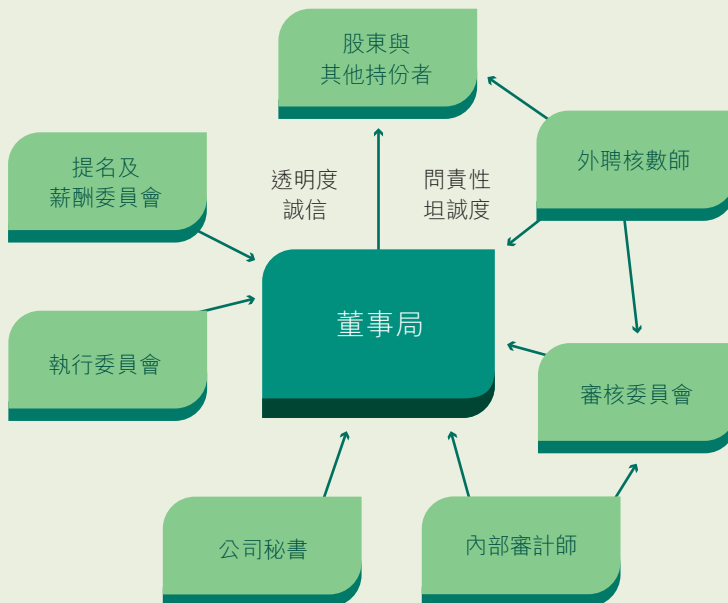 股東與
其他持份者
提名及
薪酬委員會
透明度
誠信
問責性
坦誠度
外聘核數師
董事局
執行委員會
審核委員會
公司秘書
內部審計師